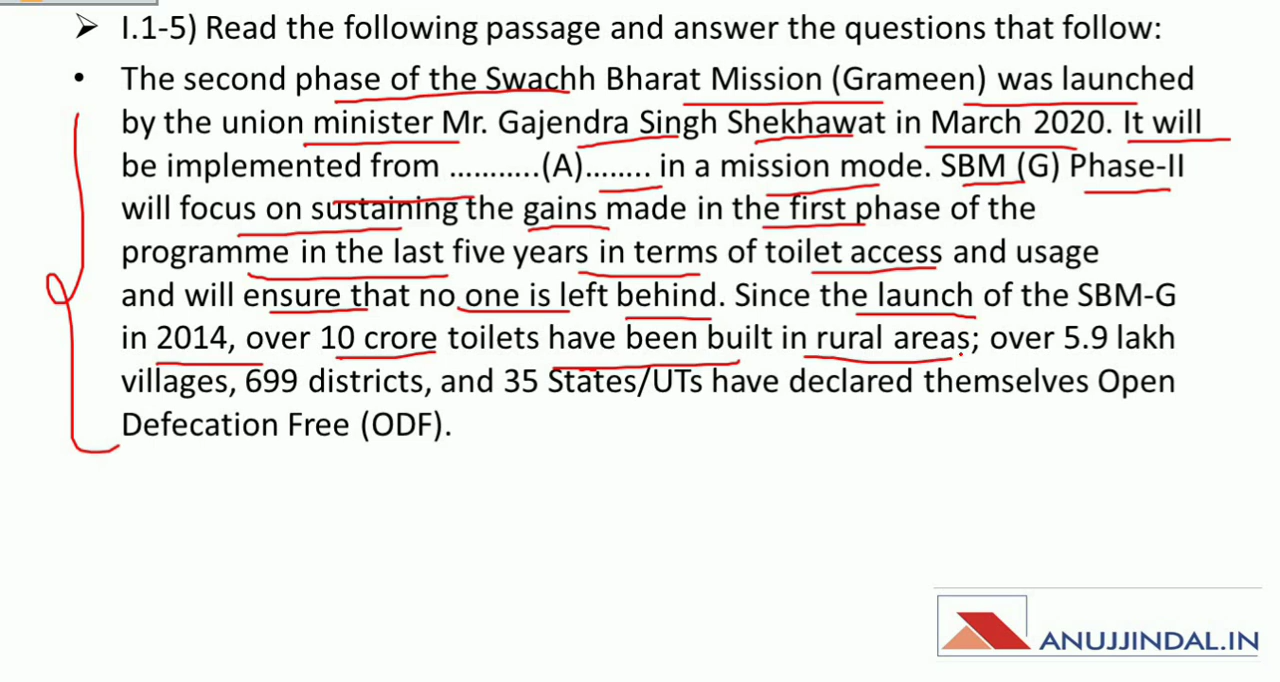 ➢ I.1-5) Read the following passage and answer the questions that follow:
• The second phase of the Swachh Bharat Mission (Grameen) was launched
by the union minister Mr. Gajendra Singh Shekhawat in March 2020. It will
be implemented from ...........(A)........ in a mission mode. SBM (G) Phase-II
will focus on sustaining the gains made in the first phase of the
programme in the last five years in terms of toilet access and usage
and will ensure that no one is left behind. Since the launch of the SBM-G
in 2014, over 10 crore toilets have been built in rural areas; over 5.9 lakh
villages, 699 districts, and 35 States/UTs have declared themselves Open
Defecation Free (ODF).
ANUJJINDAL.IN